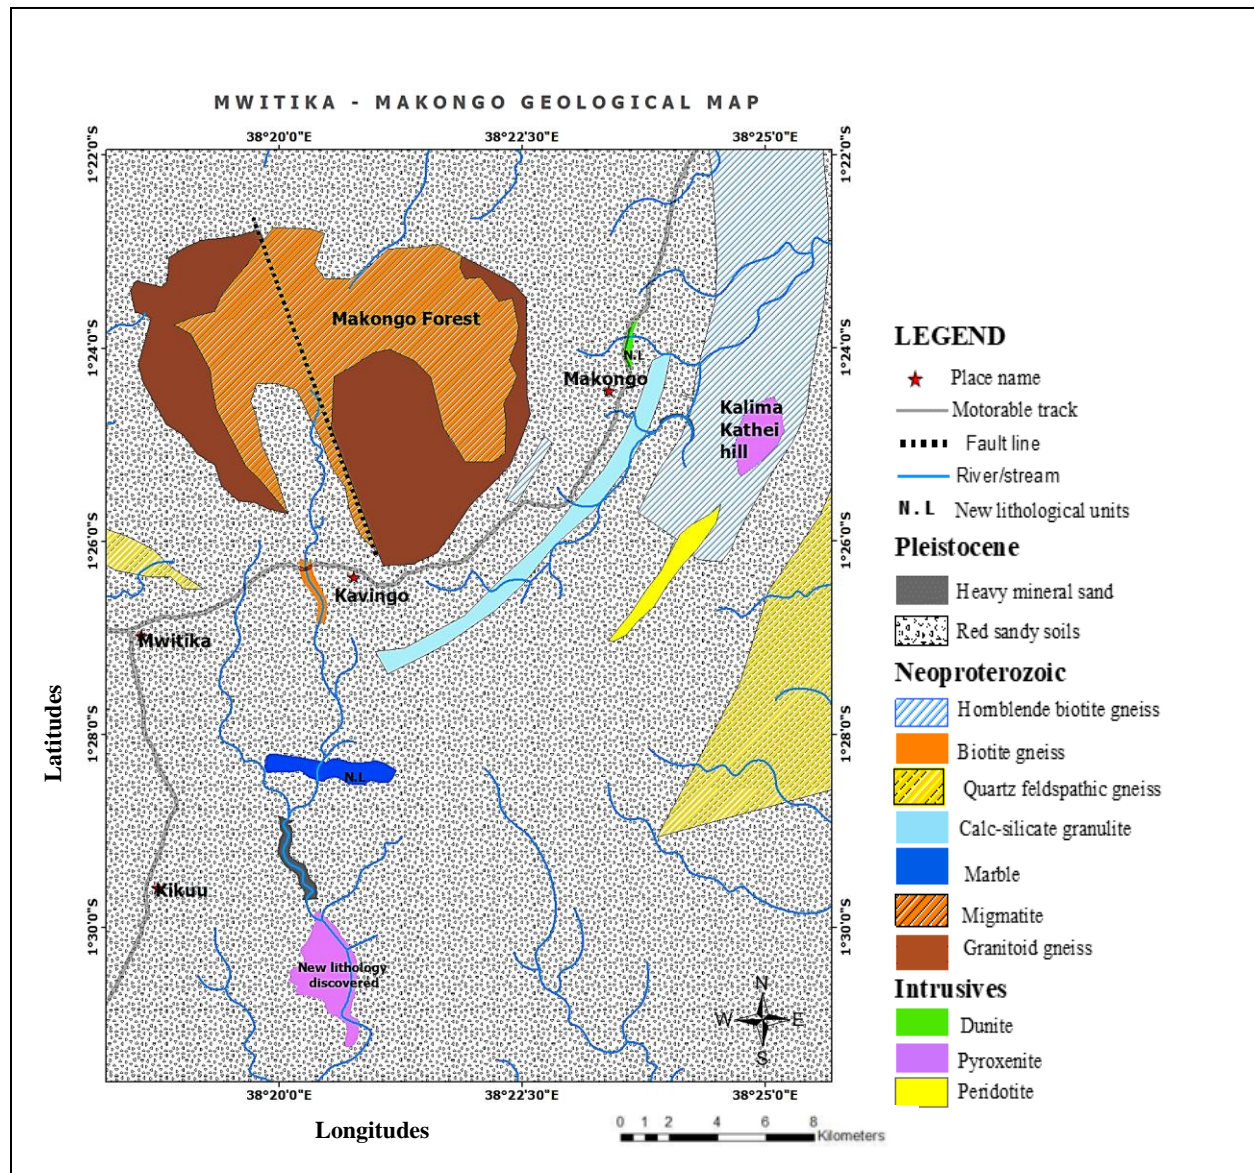 MWITIKA - MAKONGO GEOLOGICAL MAP
38°20'0"E 38°22'30"E 38°25'0"E
1°22'0"S
1°22'0"S
Makongo Forest
1°24'0"S
1°24'0"S
N.L
Makongo
Kalima
Kathei
hill
1°26'0"S
1°26'0"S
Kavingo
Mwitika
Latitudes
1°28'0"S
1°28'0"S
N.L
Kikuu
1°30'0"S
1°30'0"S
New lithology
discovered
N
W E
S
38°20'0"E 38°22'30"E 38°25'0"E
Longitudes
0 1 2 4 6 8
Kilometers
LEGEND
Place name
Motorable track
Fault line
River/stream
N.L New lithological units
Pleistocene
Heavy mineral sand
Red sandy soils
Neoproterozoic
Hornblende biotite gneiss
Biotite gneiss
Quartz feldspathic gneiss
Calc-silicate granulite
Marble
Migmatite
Granitoid gneiss
Intrusives
Dunite
Pyroxenite
Peridotite